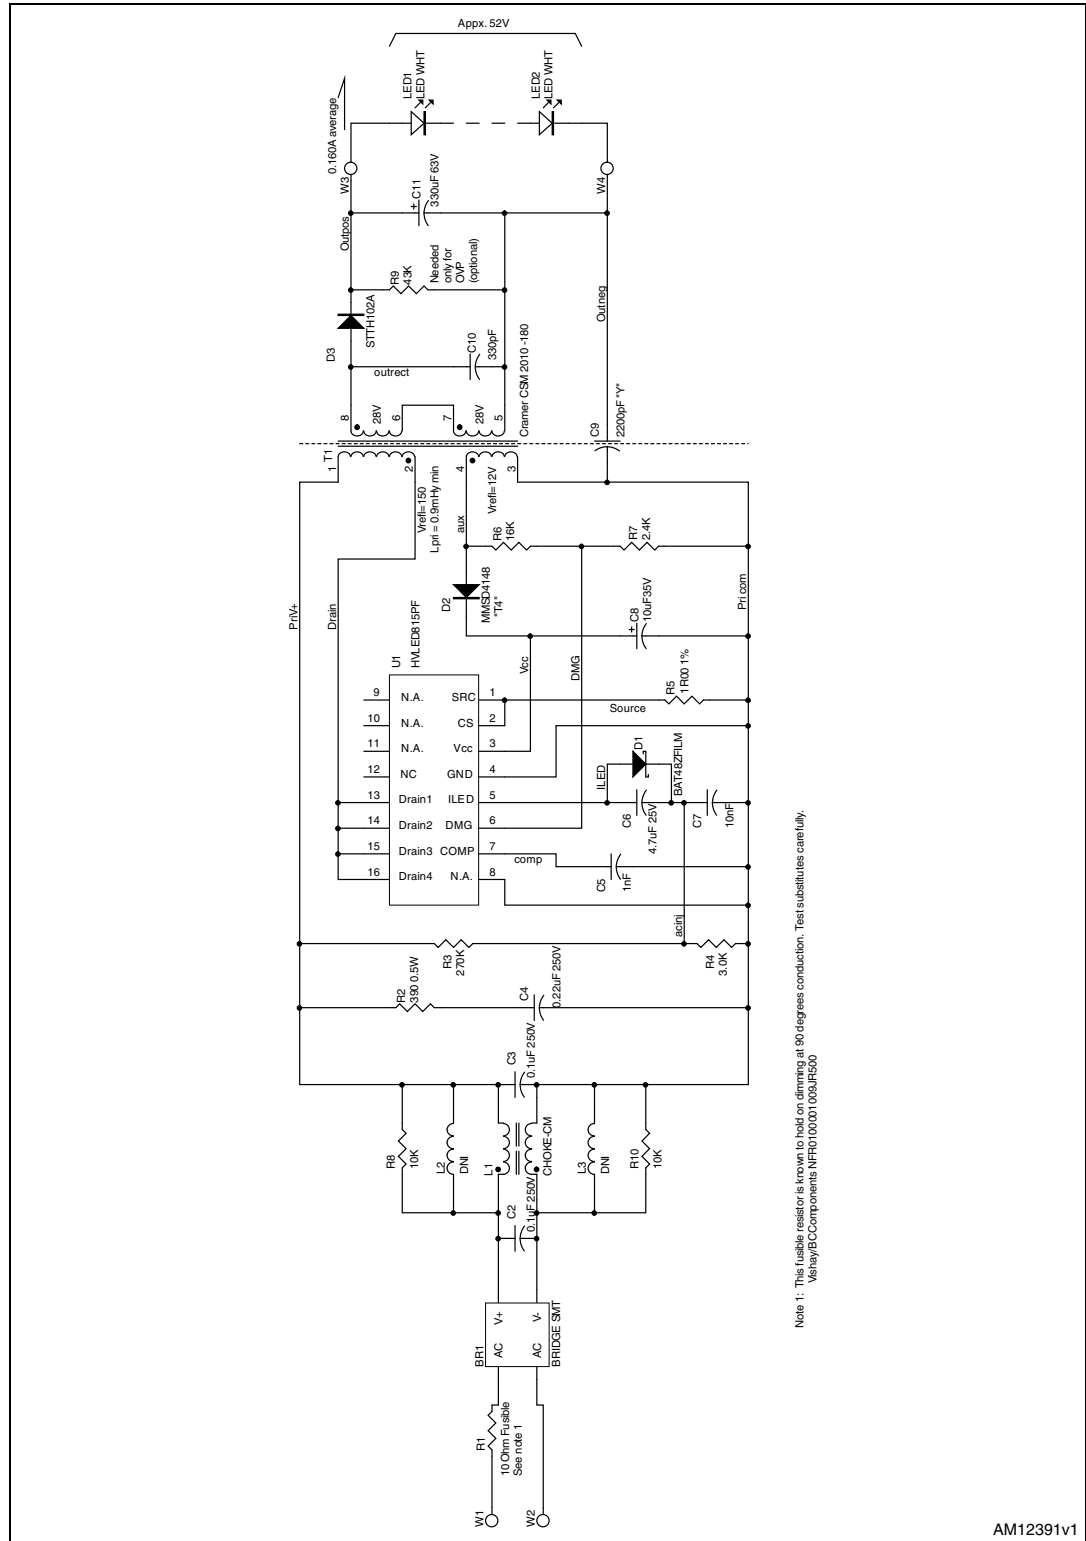 Appx. 52V
0.160A average
LED1
LED WHT
LED2
LED WHT
W3
W4
C11
330uF 63V
+
Outpos
R9
43K
Needed
only for
OVP
(optional)
D3
STTH102A
outrect
C10
330pF
Outneg
Cramer CSM 2010 -180
8
28V
6
7
28V
5
T1
1
2
4
3
C9
2200pF "Y"
Vrefl=150
Lpri = 0.9mHy min
Vrefl=12V
aux
R6
16K
R7
2.4K
PriV+
Drain
D2
MMSD4148
"T4"
+
C8
10uF35V
Pri com
Vcc
DMG
U1
HVLED815PF
9 N.A. SRC 1
10 N.A. CS 2
11 N.A. Vcc 3
12 NC GND 4
13 Drain1 ILED 5
14 Drain2 DMG 6
15 Drain3 COMP 7
16 Drain4 N.A. 8
Source
R5
1R00 1%
ILED
D1
BAT48ZFILM
C6
4.7uF 25V
C7
10nF
comp
C5
1nF
acinj
R3
270K
R4
3.0K
R2
390 0.5W
C4
0.22uF 250V
C3
0.1uF 250V
R8
10K
L2
DNI
L1
CHOKE-CM
L3
DNI
R10
10K
C2
0.1uF 250V
BR1
AC V+
AC V-
BRIDGE SMT
R1
10 Ohm Fusible
See note 1
W1
W2
Note 1: This fusible resistor is known to hold on dimming at 90 degrees conduction. Test substitutes carefully.
Vishay/BCComponents NFR0100001009JR500
AM12391v1